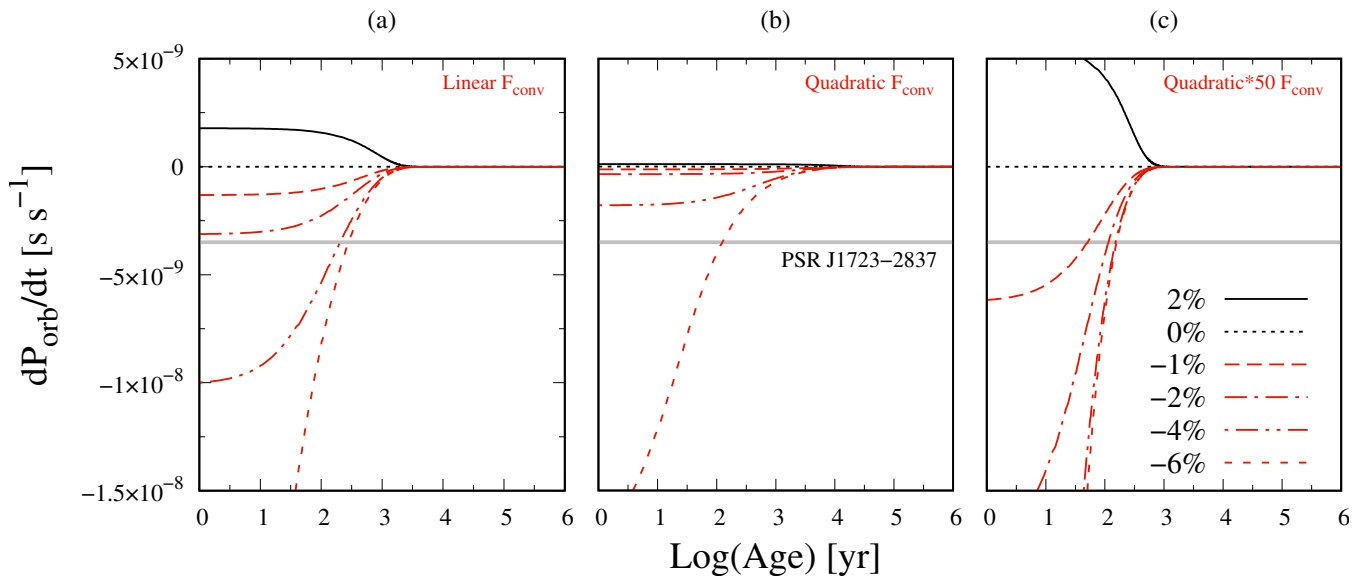 (a) (b) (c)
5×10⁻⁹
0
−5×10⁻⁹
−1×10⁻⁸
−1.5×10⁻⁸
dP_orb/dt [s s⁻¹]
Linear F_conv
Quadratic F_conv
Quadratic*50 F_conv
PSR J1723−2837
2%
0%
−1%
−2%
−4%
−6%
0 1 2 3 4 5 6
0 1 2 3 4 5 6
0 1 2 3 4 5 6
Log(Age) [yr]